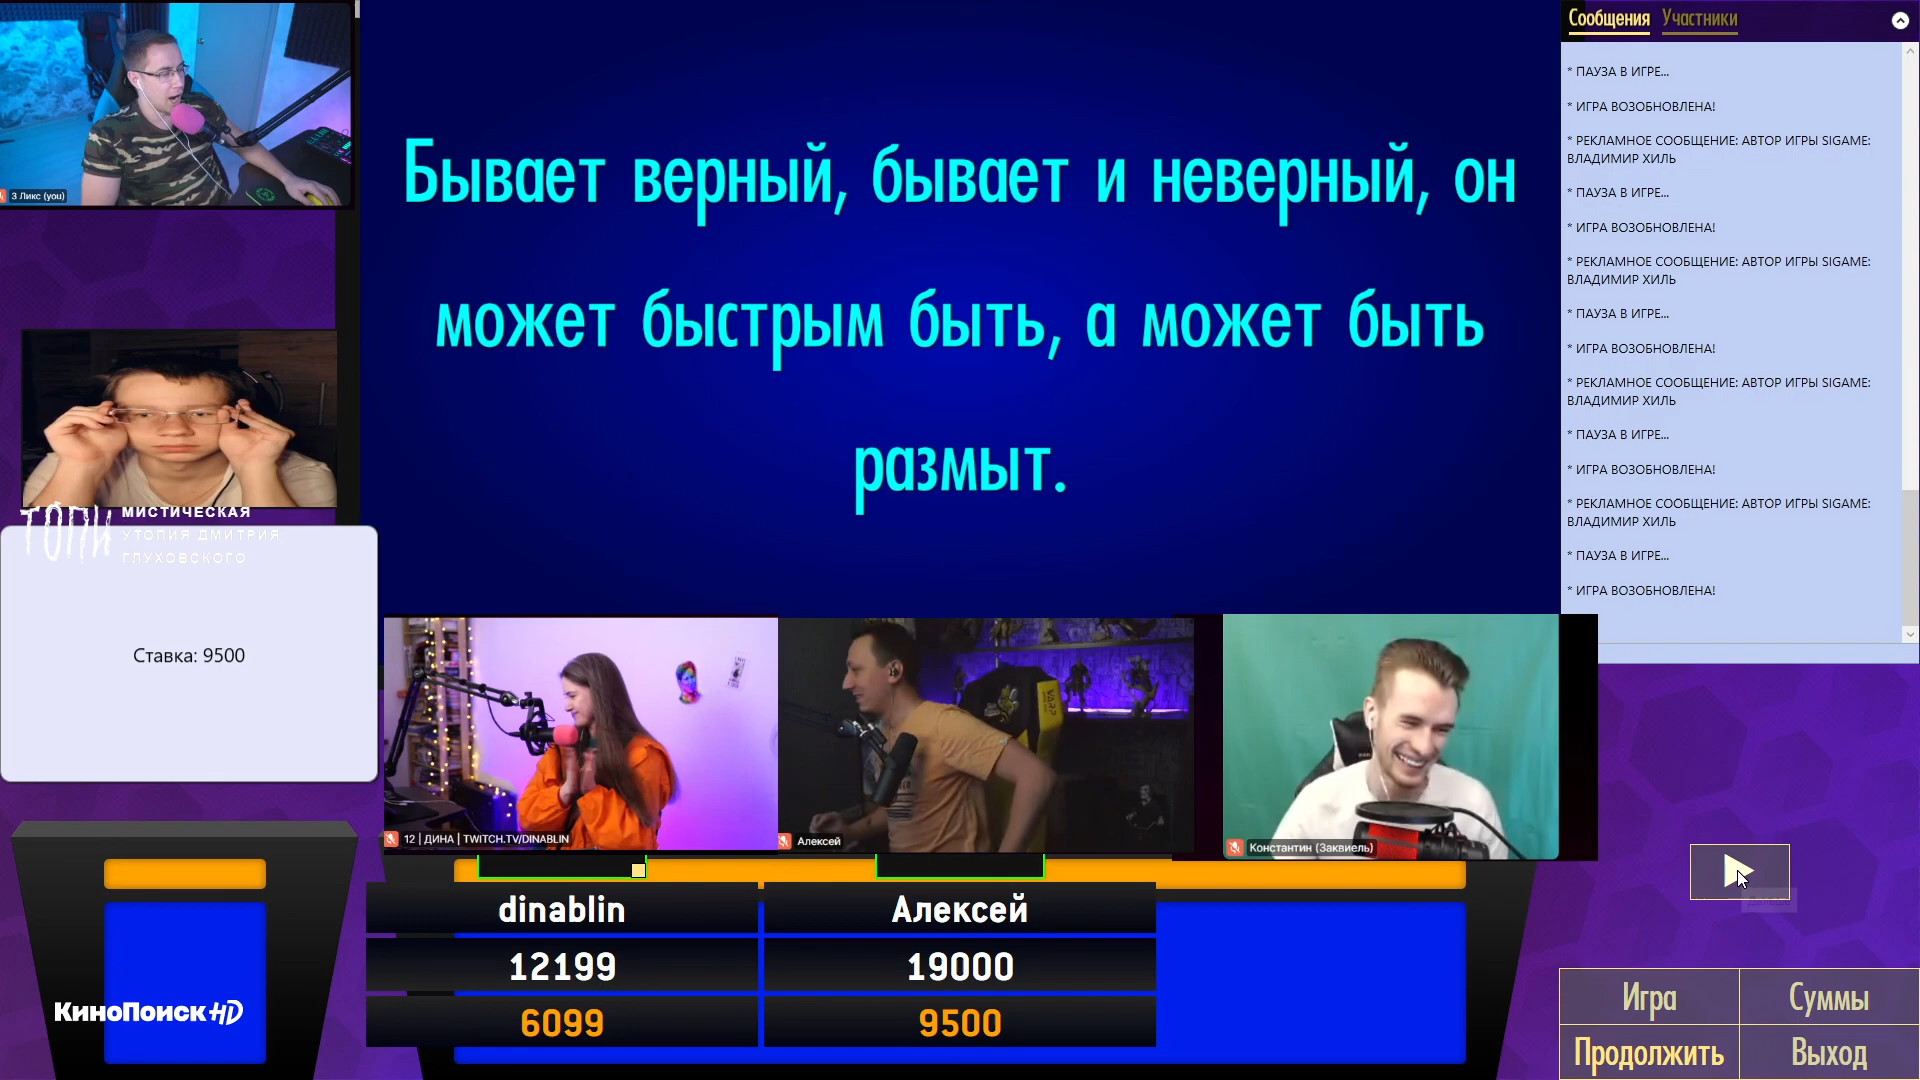 Сообщения Участники
Бывает верный, бывает и неверный, он
может быстрым быть, а может быть
размыт.
* ПАУЗА В ИГРЕ...
* ИГРА ВОЗОБНОВЛЕНА!
* РЕКЛАМНОЕ СООБЩЕНИЕ: АВТОР ИГРЫ SIGAME:
ВЛАДИМИР ХИЛЬ
* ПАУЗА В ИГРЕ...
* ИГРА ВОЗОБНОВЛЕНА!
* РЕКЛАМНОЕ СООБЩЕНИЕ: АВТОР ИГРЫ SIGAME:
ВЛАДИМИР ХИЛЬ
* ПАУЗА В ИГРЕ...
* ИГРА ВОЗОБНОВЛЕНА!
* РЕКЛАМНОЕ СООБЩЕНИЕ: АВТОР ИГРЫ SIGAME:
ВЛАДИМИР ХИЛЬ
* ПАУЗА В ИГРЕ...
* ИГРА ВОЗОБНОВЛЕНА!
* РЕКЛАМНОЕ СООБЩЕНИЕ: АВТОР ИГРЫ SIGAME:
ВЛАДИМИР ХИЛЬ
* ПАУЗА В ИГРЕ...
* ИГРА ВОЗОБНОВЛЕНА!
3 Ликс (you)
ТОПИ
МИСТИЧЕСКАЯ
УТОПИЯ ДМИТРИЯ
ГЛУХОВСКОГО
Ставка: 9500
12 | ДИНА | TWITCH.TV/DINABLIN
Алексей
Константин (Заквиель)
dinablin
Алексей
12199
19000
6099
9500
КиноПоиск HD
Игра
Суммы
Продолжить
Выход